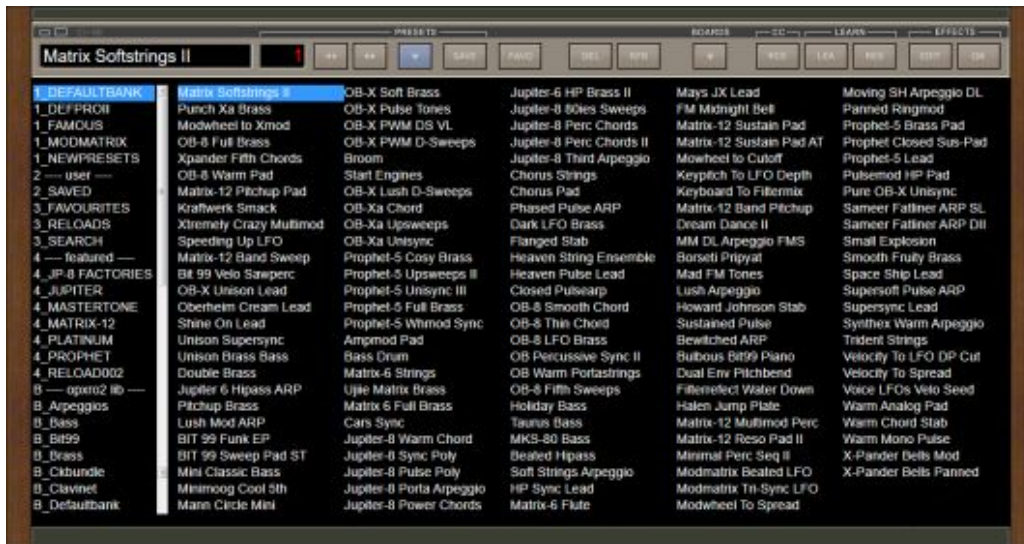 PRESETS
BOARDS
CC
LEARN
EFFECTS
Matrix Softstrings II
1
SAVE
DEL
EDIT
ON
1_DEFAULTBANK
1_DEFPROII
1_FAMOUS
1_MODMATRIX
1_NEWPRESETS
2 ---- user ----
2_SAVED
3_FAVOURITES
3_RELOADS
3_SEARCH
4 ---- featured ----
4_JP-8 FACTORIES
4_JUPITER
4_MASTERTONE
4_MATRIX-12
4_PLATINUM
4_PROPHET
4_RELOAD002
B ---- opxro2 lib ----
B_Arpeggios
B_Bass
B_Bit99
B_Brass
B_Ckbundle
B_Clavinet
B_Defaultbank
Matrix Softstrings II
Punch Xa Brass
Modwheel to Xmod
OB-8 Full Brass
Xpander Fifth Chords
OB-8 Warm Pad
Matrix-12 Pitchup Pad
Kraftwerk Smack
Xtremely Crazy Multimod
Speeding Up LFO
Matrix-12 Band Sweep
Bit 99 Velo Sawperc
OB-X Unison Lead
Oberheim Cream Lead
Shine On Lead
Unison Supersync
Unison Brass Bass
Double Brass
Jupiter 6 Hipass ARP
Pitchup Brass
Lush Mod ARP
BIT 99 Funk EP
BIT 99 Sweep Pad ST
Mini Classic Bass
Minimoog Cool 5th
Mann Circle Mini
OB-X Soft Brass
OB-X Pulse Tones
OB-X PWM DS VL
OB-X PWM D-Sweeps
Broom
Start Engines
OB-X Lush D-Sweeps
OB-Xa Chord
OB-Xa Upsweeps
OB-Xa Unisync
Prophet-5 Cosy Brass
Prophet-5 Upsweeps II
Prophet-5 Unisync III
Prophet-5 Full Brass
Prophet-5 Whmod Sync
Ampmod Pad
Bass Drum
Matrix-6 Strings
Ujie Matrix Brass
Matrix 6 Full Brass
Cars Sync
Jupiter-8 Warm Chord
Jupiter-8 Sync Poly
Jupiter-8 Pulse Poly
Jupiter-8 Porta Arpeggio
Jupiter-8 Power Chords
Jupiter-6 HP Brass II
Jupiter-8 80ies Sweeps
Jupiter-8 Perc Chords
Jupiter-8 Perc Chords II
Jupiter-8 Third Arpeggio
Chorus Strings
Chorus Pad
Phased Pulse ARP
Dark LFO Brass
Flanged Stab
Heaven String Ensemble
Heaven Pulse Lead
Closed Pulsearp
OB-8 Smooth Chord
OB-8 Thin Chord
OB-8 LFO Brass
OB Percussive Sync II
OB Warm Portastrings
OB-8 Fifth Sweeps
Holiday Bass
Taurus Bass
MKS-80 Bass
Beated Hipass
Soft Strings Arpeggio
HP Sync Lead
Matrix-6 Flute
Mays JX Lead
FM Midnight Bell
Matrix-12 Sustain Pad
Matrix-12 Sustain Pad AT
Mowheel to Cutoff
Keypitch To LFO Depth
Keyboard To Filtermix
Matrix-12 Band Pitchup
Dream Dance II
MM DL Arpeggio FMS
Borseti Pripyat
Mad FM Tones
Lush Arpeggio
Howard Johnson Stab
Sustained Pulse
Bewitched ARP
Bulbous Bit99 Piano
Dual Env Pitchbend
Filterrefect Water Down
Halen Jump Plate
Matrix-12 Multimod Perc
Matrix-12 Reso Pad II
Minimal Perc Seq II
Modmatrix Beated LFO
Modmatrix Tri-Sync LFO
Modwheel To Spread
Moving SH Arpeggio DL
Panned Ringmod
Prophet-5 Brass Pad
Prophet Closed Sus-Pad
Prophet-5 Lead
Pulsemod HP Pad
Pure OB-X Unisync
Sameer Fatliner ARP SL
Sameer Fatliner ARP DII
Small Explosion
Smooth Fruity Brass
Space Ship Lead
Supersoft Pulse ARP
Supersync Lead
Synthex Warm Arpeggio
Trident Strings
Velocity To LFO DP Cut
Velocity To Spread
Voice LFOs Velo Seed
Warm Analog Pad
Warm Chord Stab
Warm Mono Pulse
X-Pander Bells Mod
X-Pander Bells Panned